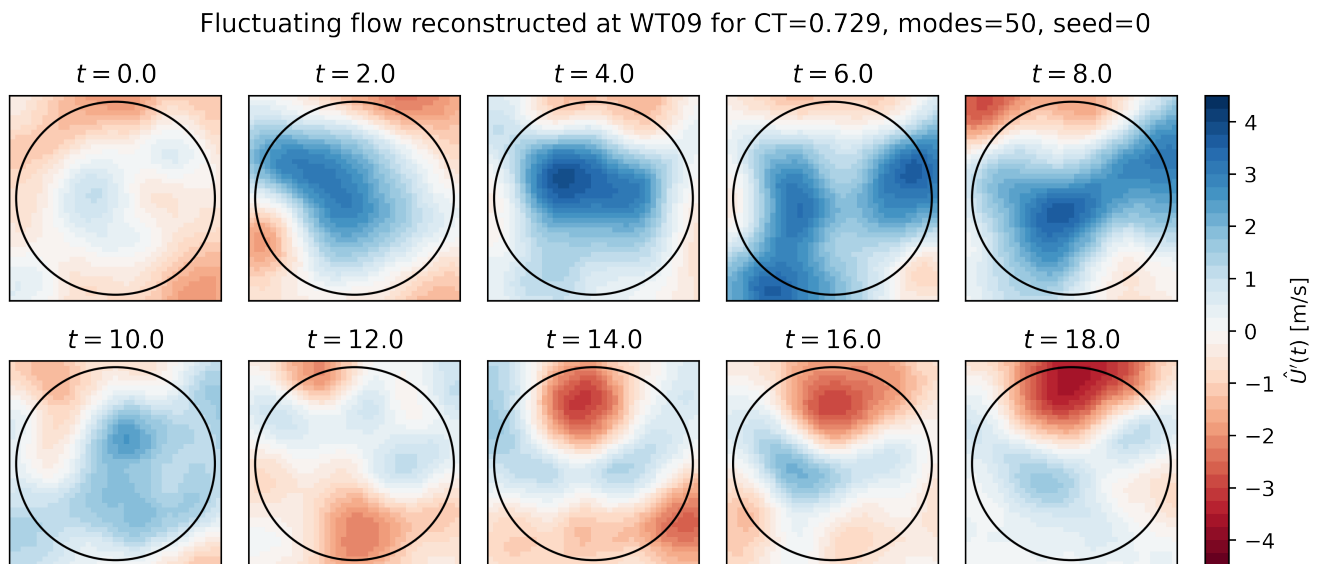 Fluctuating flow reconstructed at WT09 for CT=0.729, modes=50, seed=0
t = 0.0
t = 2.0
t = 4.0
t = 6.0
t = 8.0
4
3
2
1
0
−1
−2
−3
−4
Û′(t) [m/s]
t = 10.0
t = 12.0
t = 14.0
t = 16.0
t = 18.0